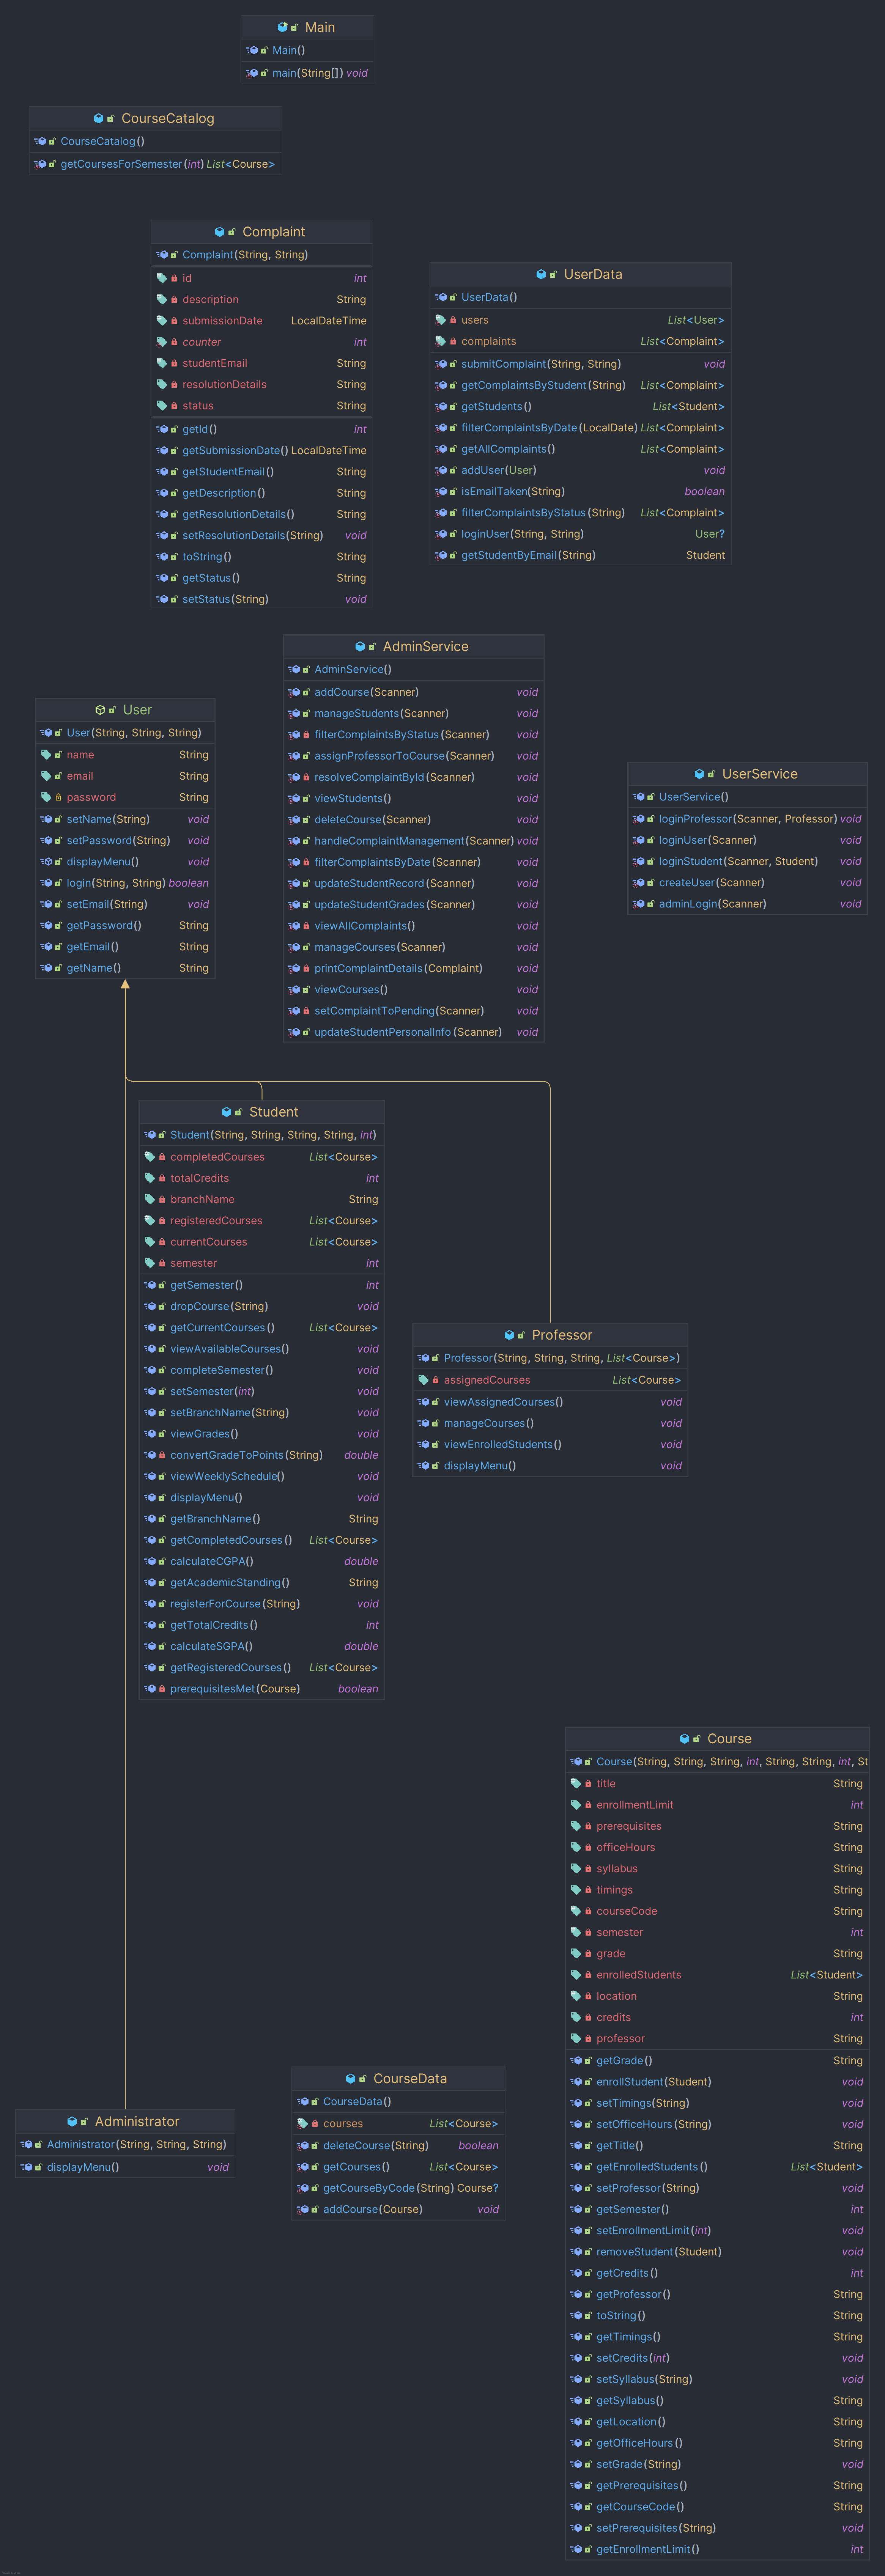 Main
Main()
main(String[]) void
CourseCatalog
CourseCatalog()
getCoursesForSemester(int) List<Course>
Complaint
Complaint(String, String)
id int
description String
submissionDate LocalDateTime
counter int
studentEmail String
resolutionDetails String
status String
getId() int
getSubmissionDate() LocalDateTime
getStudentEmail() String
getDescription() String
getResolutionDetails() String
setResolutionDetails(String) void
toString() String
getStatus() String
setStatus(String) void
UserData
UserData()
users List<User>
complaints List<Complaint>
submitComplaint(String, String) void
getComplaintsByStudent(String) List<Complaint>
getStudents() List<Student>
filterComplaintsByDate(LocalDate) List<Complaint>
getAllComplaints() List<Complaint>
addUser(User) void
isEmailTaken(String) boolean
filterComplaintsByStatus(String) List<Complaint>
loginUser(String, String) User?
getStudentByEmail(String) Student
AdminService
AdminService()
addCourse(Scanner) void
manageStudents(Scanner) void
filterComplaintsByStatus(Scanner) void
assignProfessorToCourse(Scanner) void
resolveComplaintById(Scanner) void
viewStudents() void
deleteCourse(Scanner) void
handleComplaintManagement(Scanner) void
filterComplaintsByDate(Scanner) void
updateStudentRecord(Scanner) void
updateStudentGrades(Scanner) void
viewAllComplaints() void
manageCourses(Scanner) void
printComplaintDetails(Complaint) void
viewCourses() void
setComplaintToPending(Scanner) void
updateStudentPersonalInfo(Scanner) void
User
User(String, String, String)
name String
email String
password String
setName(String) void
setPassword(String) void
displayMenu() void
login(String, String) boolean
setEmail(String) void
getPassword() String
getEmail() String
getName() String
UserService
UserService()
loginProfessor(Scanner, Professor) void
loginUser(Scanner) void
loginStudent(Scanner, Student) void
createUser(Scanner) void
adminLogin(Scanner) void
Student
Student(String, String, String, String, int)
completedCourses List<Course>
totalCredits int
branchName String
registeredCourses List<Course>
currentCourses List<Course>
semester int
getSemester() int
dropCourse(String) void
getCurrentCourses() List<Course>
viewAvailableCourses() void
completeSemester() void
setSemester(int) void
setBranchName(String) void
viewGrades() void
convertGradeToPoints(String) double
viewWeeklySchedule() void
displayMenu() void
getBranchName() String
getCompletedCourses() List<Course>
calculateCGPA() double
getAcademicStanding() String
registerForCourse(String) void
getTotalCredits() int
calculateSGPA() double
getRegisteredCourses() List<Course>
prerequisitesMet(Course) boolean
Professor
Professor(String, String, String, List<Course>)
assignedCourses List<Course>
viewAssignedCourses() void
manageCourses() void
viewEnrolledStudents() void
displayMenu() void
Course
Course(String, String, String, int, String, String, int, St
title String
enrollmentLimit int
prerequisites String
officeHours String
syllabus String
timings String
courseCode String
semester int
grade String
enrolledStudents List<Student>
location String
credits int
professor String
getGrade() String
enrollStudent(Student) void
setTimings(String) void
setOfficeHours(String) void
getTitle() String
getEnrolledStudents() List<Student>
setProfessor(String) void
getSemester() int
setEnrollmentLimit(int) void
removeStudent(Student) void
getCredits() int
getProfessor() String
toString() String
getTimings() String
setCredits(int) void
setSyllabus(String) void
getSyllabus() String
getLocation() String
getOfficeHours() String
setGrade(String) void
getPrerequisites() String
getCourseCode() String
setPrerequisites(String) void
getEnrollmentLimit() int
CourseData
CourseData()
courses List<Course>
deleteCourse(String) boolean
getCourses() List<Course>
getCourseByCode(String) Course?
addCourse(Course) void
Administrator
Administrator(String, String, String)
displayMenu() void